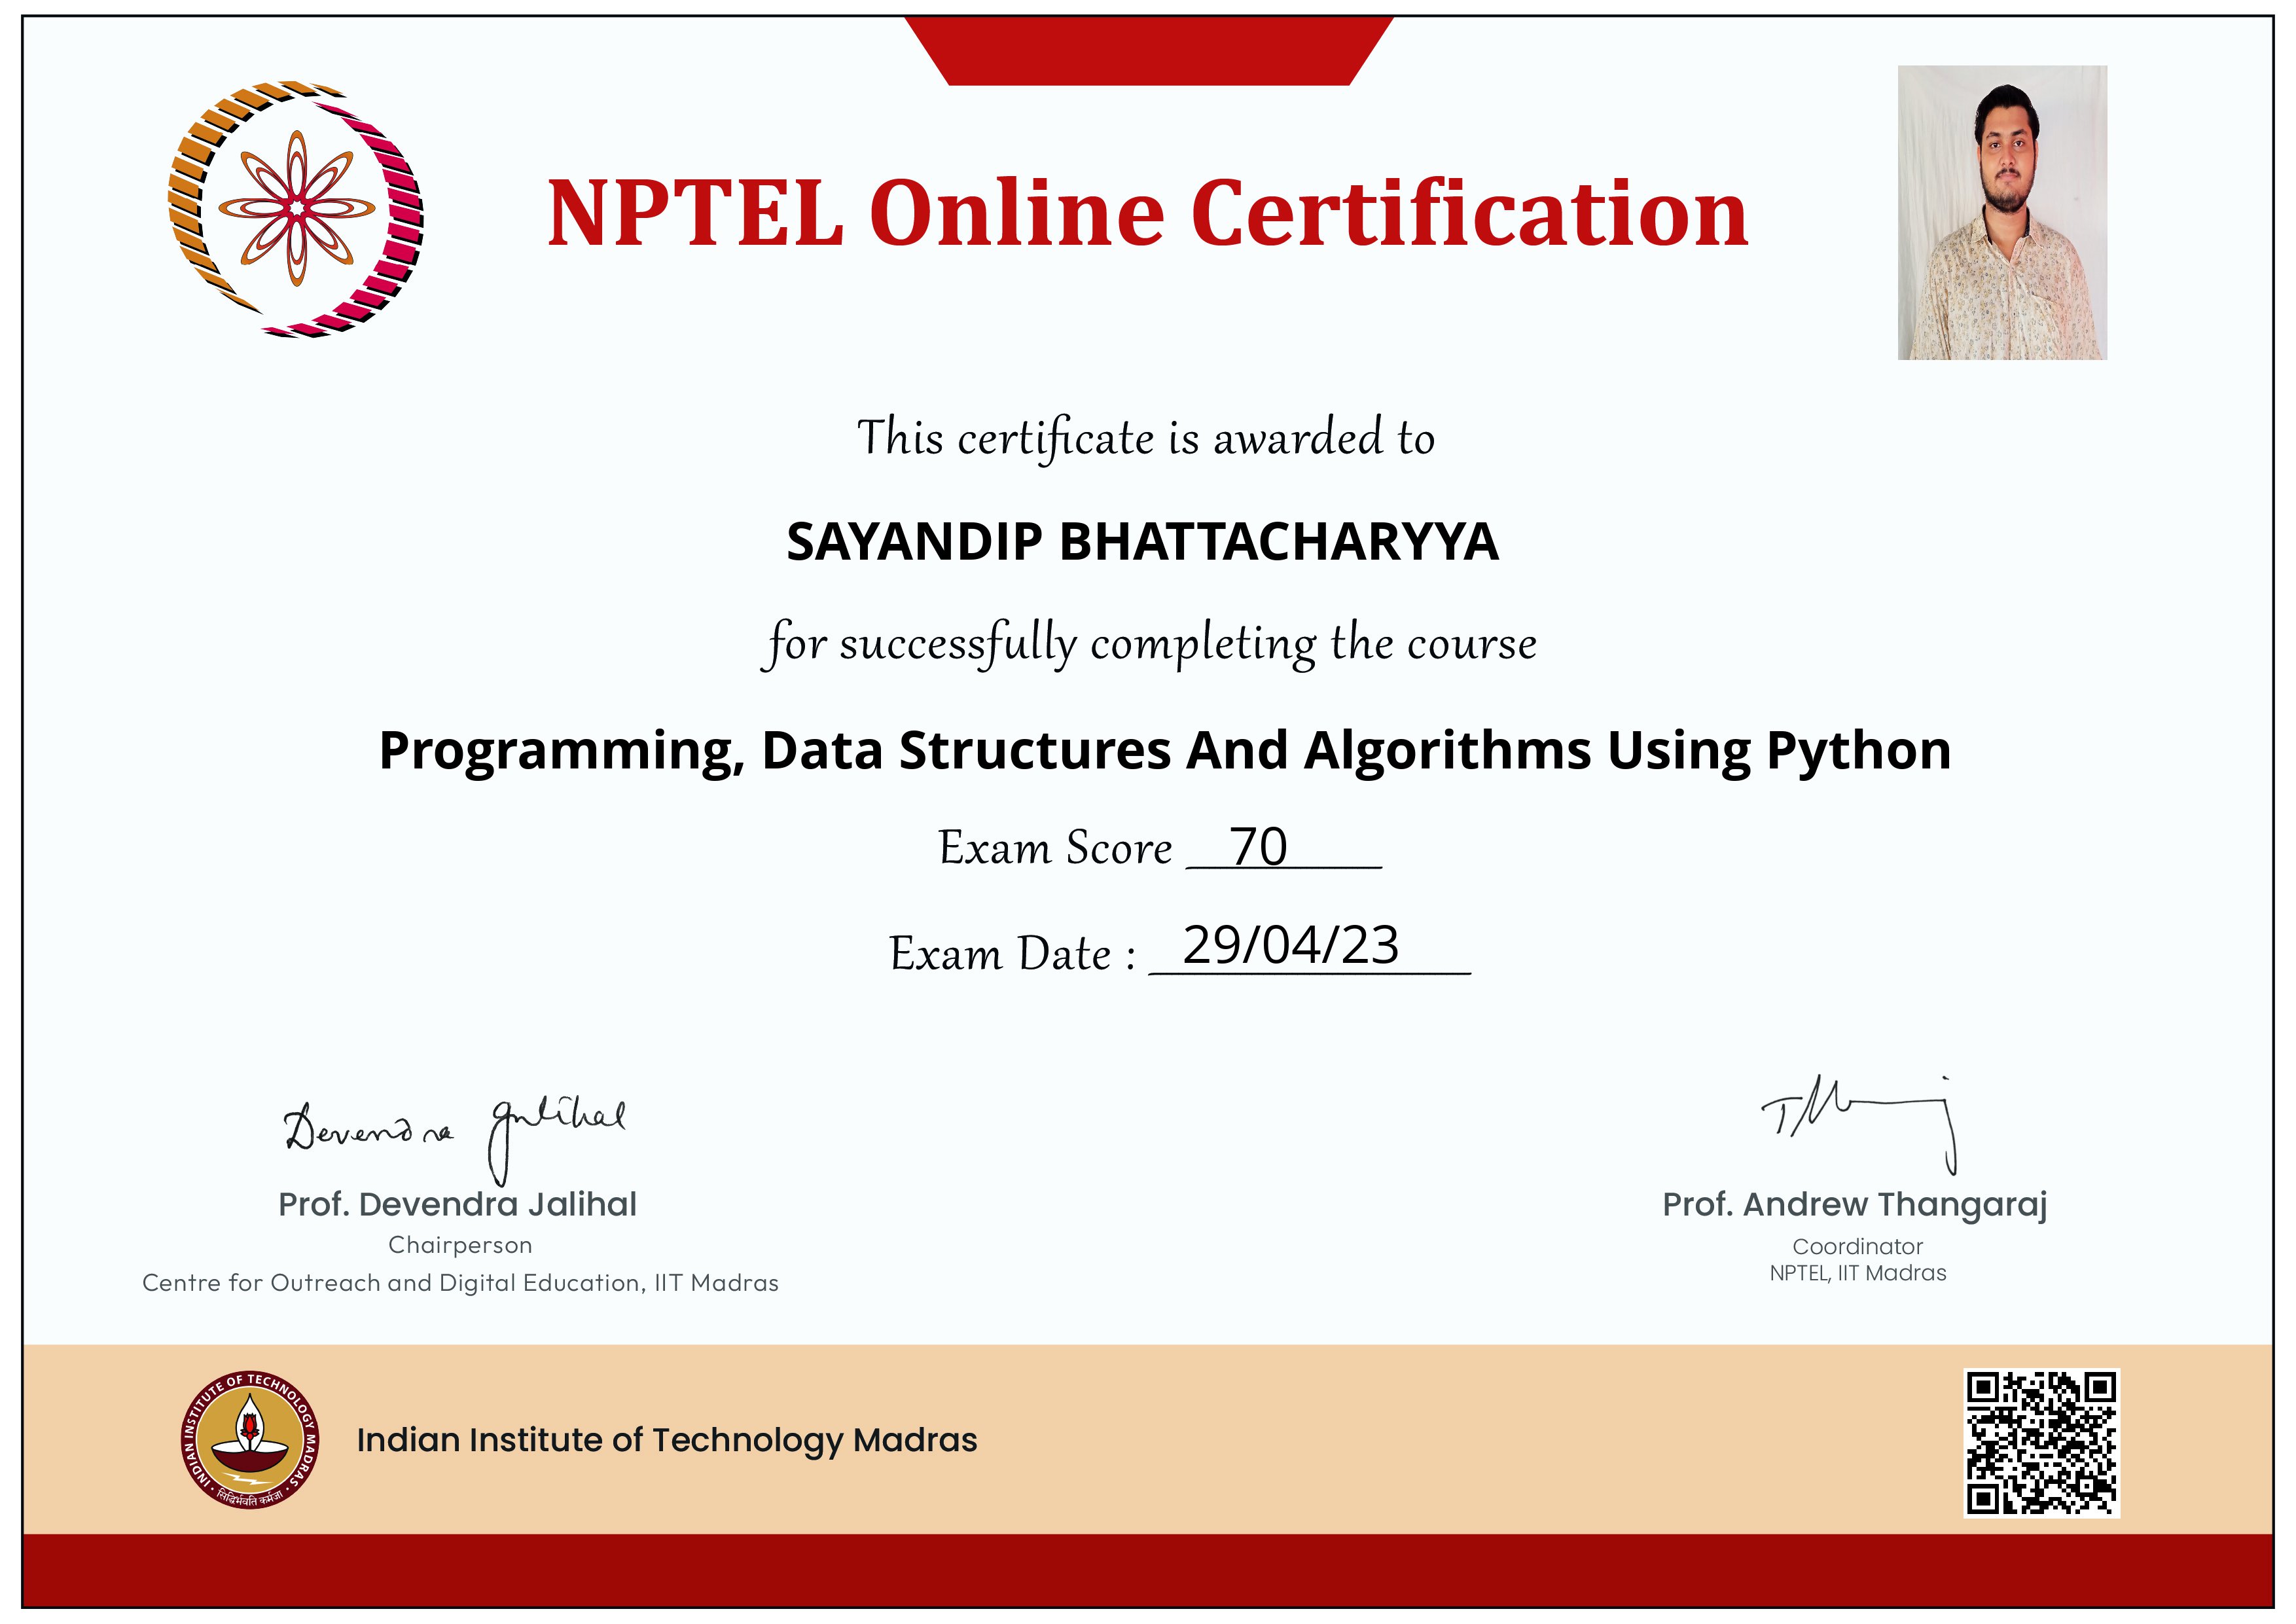 NPTEL Online Certification
This certificate is awarded to
SAYANDIP BHATTACHARYYA
for successfully completing the course
Programming, Data Structures And Algorithms Using Python
Exam Score 70
Exam Date : 29/04/23
Devendra Jalihal
Prof. Devendra Jalihal
Chairperson
Centre for Outreach and Digital Education, IIT Madras
Prof. Andrew Thangaraj
Coordinator
NPTEL, IIT Madras
INDIAN INSTITUTE OF TECHNOLOGY MADRAS
सिद्धिर्भवति कर्मजा
Indian Institute of Technology Madras